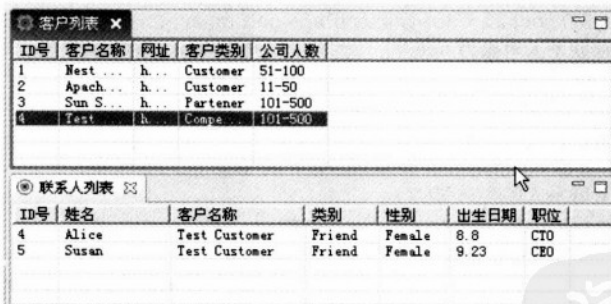 客户列表
ID号 客户名称 网址 客户类别 公司人数
1 Nest ... h... Customer 51-100
2 Apach... h... Customer 11-50
3 Sun S... h... Partener 101-500
4 Test h... Compe... 101-500
联系人列表
ID号 姓名 客户名称 类别 性别 出生日期 职位
4 Alice Test Customer Friend Female 8.8 CTO
5 Susan Test Customer Friend Female 9.23 CEO